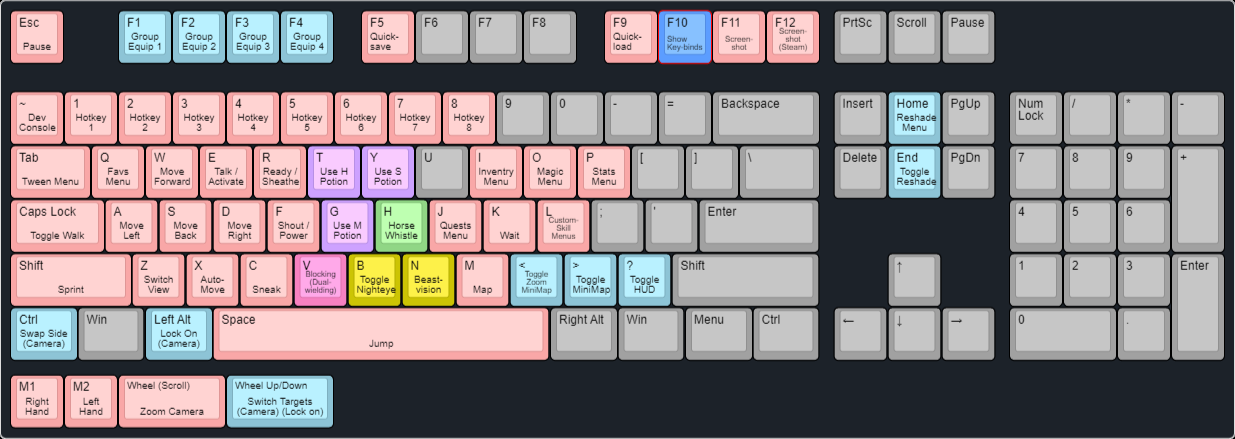 Esc
Pause
F1
Group
Equip 1
F2
Group
Equip 2
F3
Group
Equip 3
F4
Group
Equip 4
F5
Quick-
save
F6
F7
F8
F9
Quick-
load
F10
Show
Key-binds
F11
Screen-
shot
F12
Screen-
shot
(Steam)
PrtSc
Scroll
Pause
~
Dev
Console
1
Hotkey
1
2
Hotkey
2
3
Hotkey
3
4
Hotkey
4
5
Hotkey
5
6
Hotkey
6
7
Hotkey
7
8
Hotkey
8
9
0
-
=
Backspace
Insert
Home
Reshade
Menu
PgUp
Num
Lock
/
*
-
Tab
Tween Menu
Q
Favs
Menu
W
Move
Forward
E
Talk /
Activate
R
Ready /
Sheathe
T
Use H
Potion
Y
Use S
Potion
U
I
Inventry
Menu
O
Magic
Menu
P
Stats
Menu
[
]
\
Delete
End
Toggle
Reshade
PgDn
7
8
9
+
Caps Lock
Toggle Walk
A
Move
Left
S
Move
Back
D
Move
Right
F
Shout /
Power
G
Use M
Potion
H
Horse
Whistle
J
Quests
Menu
K
Wait
L
Custom-
Skill
Menus
;
'
Enter
4
5
6
Shift
Sprint
Z
Switch
View
X
Auto-
Move
C
Sneak
V
Blocking
(Dual-
wielding)
B
Toggle
Nighteye
N
Beast-
vision
M
Map
<
Toggle
Zoom
MiniMap
>
Toggle
MiniMap
?
Toggle
HUD
Shift
↑
1
2
3
Enter
Ctrl
Swap Side
(Camera)
Win
Left Alt
Lock On
(Camera)
Space
Jump
Right Alt
Win
Menu
Ctrl
←
↓
→
0
.
M1
Right
Hand
M2
Left
Hand
Wheel (Scroll)
Zoom Camera
Wheel Up/Down
Switch Targets
(Camera) (Lock on)